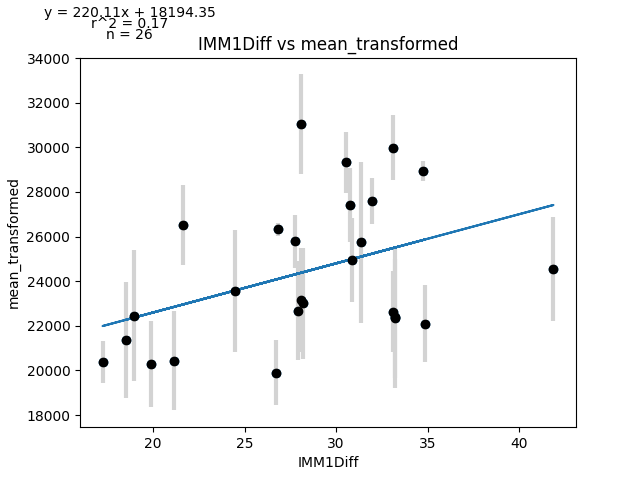 y = 220.11x + 18194.35
r^2 = 0.17
n = 26
IMM1Diff vs mean_transformed
34000
32000
30000
28000
26000
24000
22000
20000
18000
mean_transformed
20 25 30 35 40
IMM1Diff